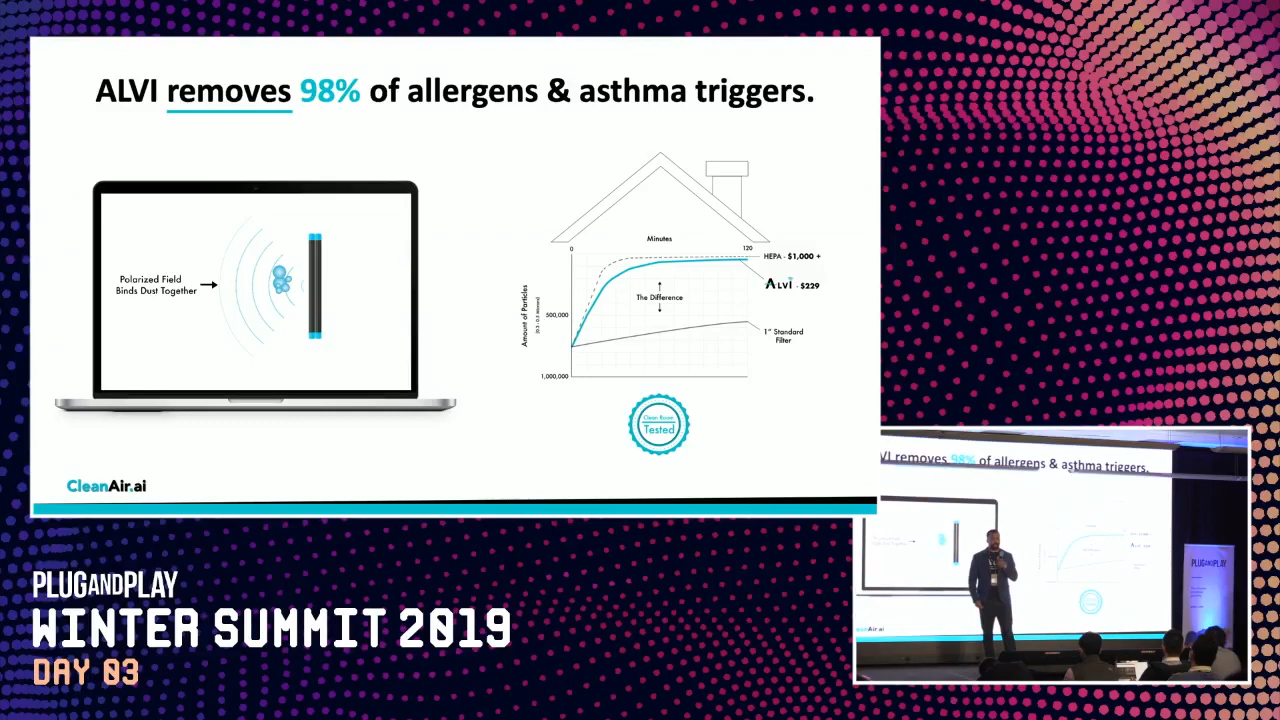 ALVI removes 98% of allergens & asthma triggers.
Polarized Field
Binds Dust Together
Minutes
0
120
HEPA - $1,000 +
ALVI - $229
The Difference
Amount of Particles
500,000
1" Standard
Filter
1,000,000
Clean Room
Tested
CleanAir.ai
VI removes 98% of allergens & asthma triggers.
PLUGANDPLAY
PLUGANDPLAY
WINTER SUMMIT 2019
DAY 03